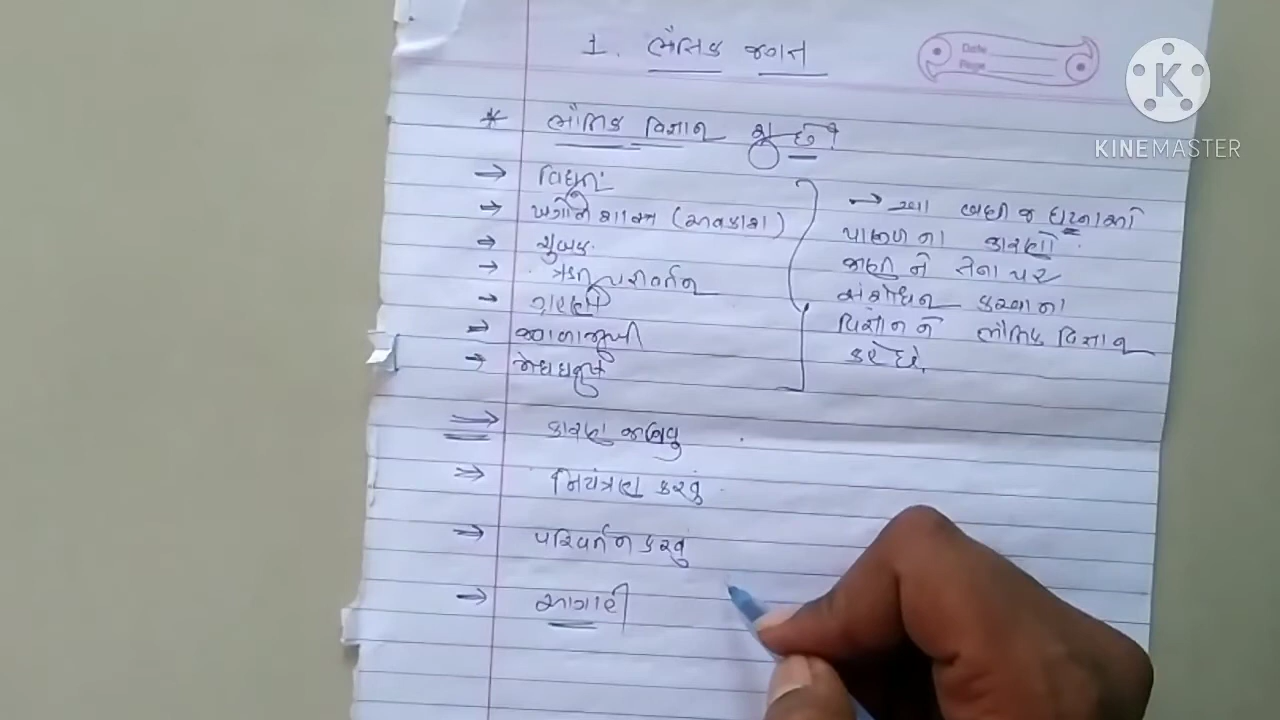 1. ભૌતિક જગત
Date
Page
KINEMASTER
* ભૌતિક વિજ્ઞાન શું છે?
→ વિદ્યુત
→ ખગોળ શાસ્ત્ર (અવકાશ)
→ ચુંબક
→ ઋતુ પરીવર્તન
→ ગ્રહણ
→ જ્વાળામુખી
→ મેઘધનુષ
→ આ બધી જ ઘટનાઓ
પાછળ ના કારણો
જાણી ને તેના પર
સંશોધન કરવાના
વિજ્ઞાન ને ભૌતિક વિજ્ઞાન
કહે છે.
⇒ કારણ જાણવુ
⇒ નિયંત્રણ કરવું
⇒ પરિવર્તન કરવું
→ આગાહી